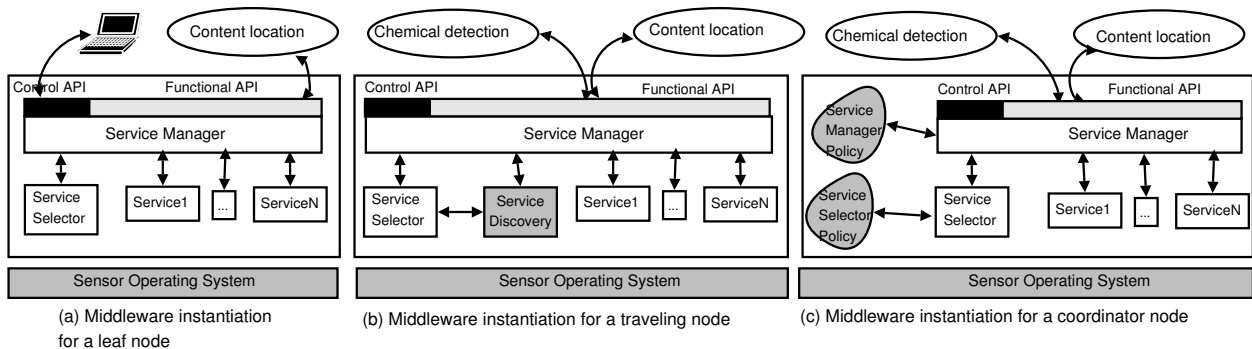 Content location
Control API
Functional API
Service Manager
Service
Selector
Service1
...
ServiceN
Sensor Operating System
(a) Middleware instantiation
for a leaf node
Chemical detection
Content location
Control API
Functional API
Service Manager
Service
Selector
Service
Discovery
Service1
...
ServiceN
Sensor Operating System
(b) Middleware instantiation for a traveling node
Chemical detection
Content location
Control API
Functional API
Service
Manager
Policy
Service Manager
Service
Selector
Policy
Service
Selector
Service1
...
ServiceN
Sensor Operating System
(c) Middleware instantiation for a coordinator node